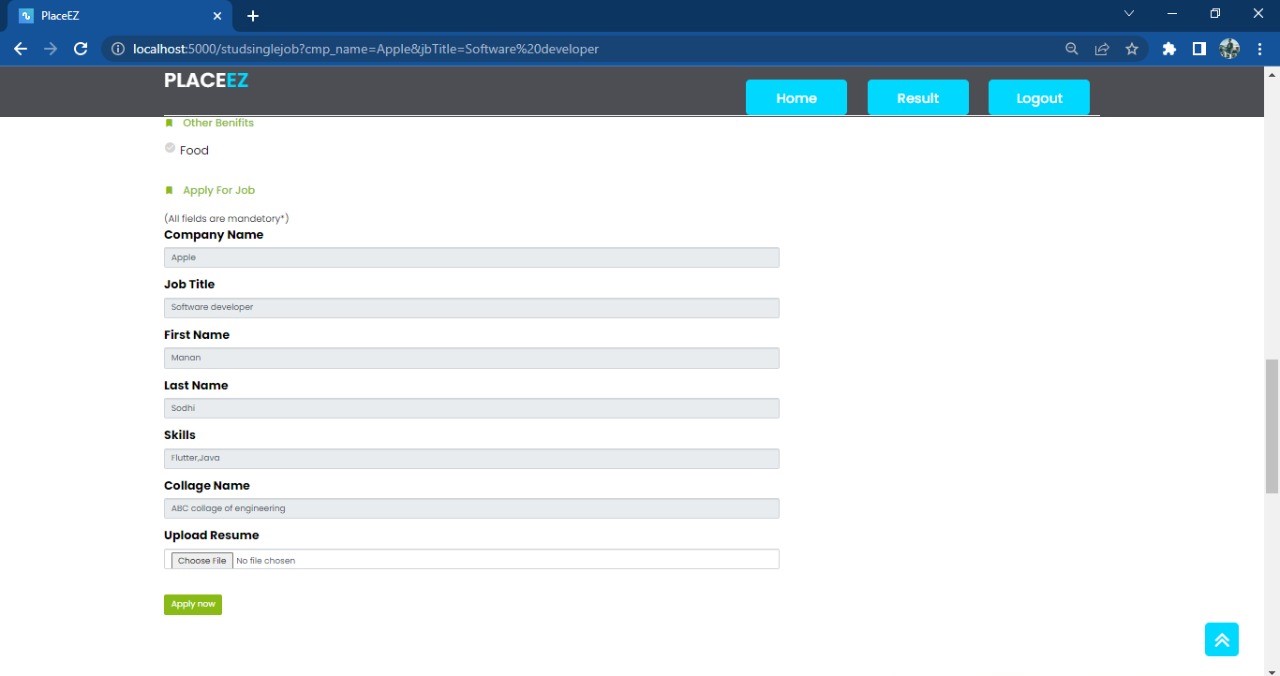 PlaceEZ
localhost:5000/studsinglejob?cmp_name=Apple&jbTitle=Software%20developer
PLACEEZ
Home Result Logout
Other Benifits
Food
Apply For Job
(All fields are mandetory*)
Company Name
Apple
Job Title
Software developer
First Name
Manan
Last Name
Sodhi
Skills
Flutter,Java
Collage Name
ABC collage of engineering
Upload Resume
Choose File No file chosen
Apply now